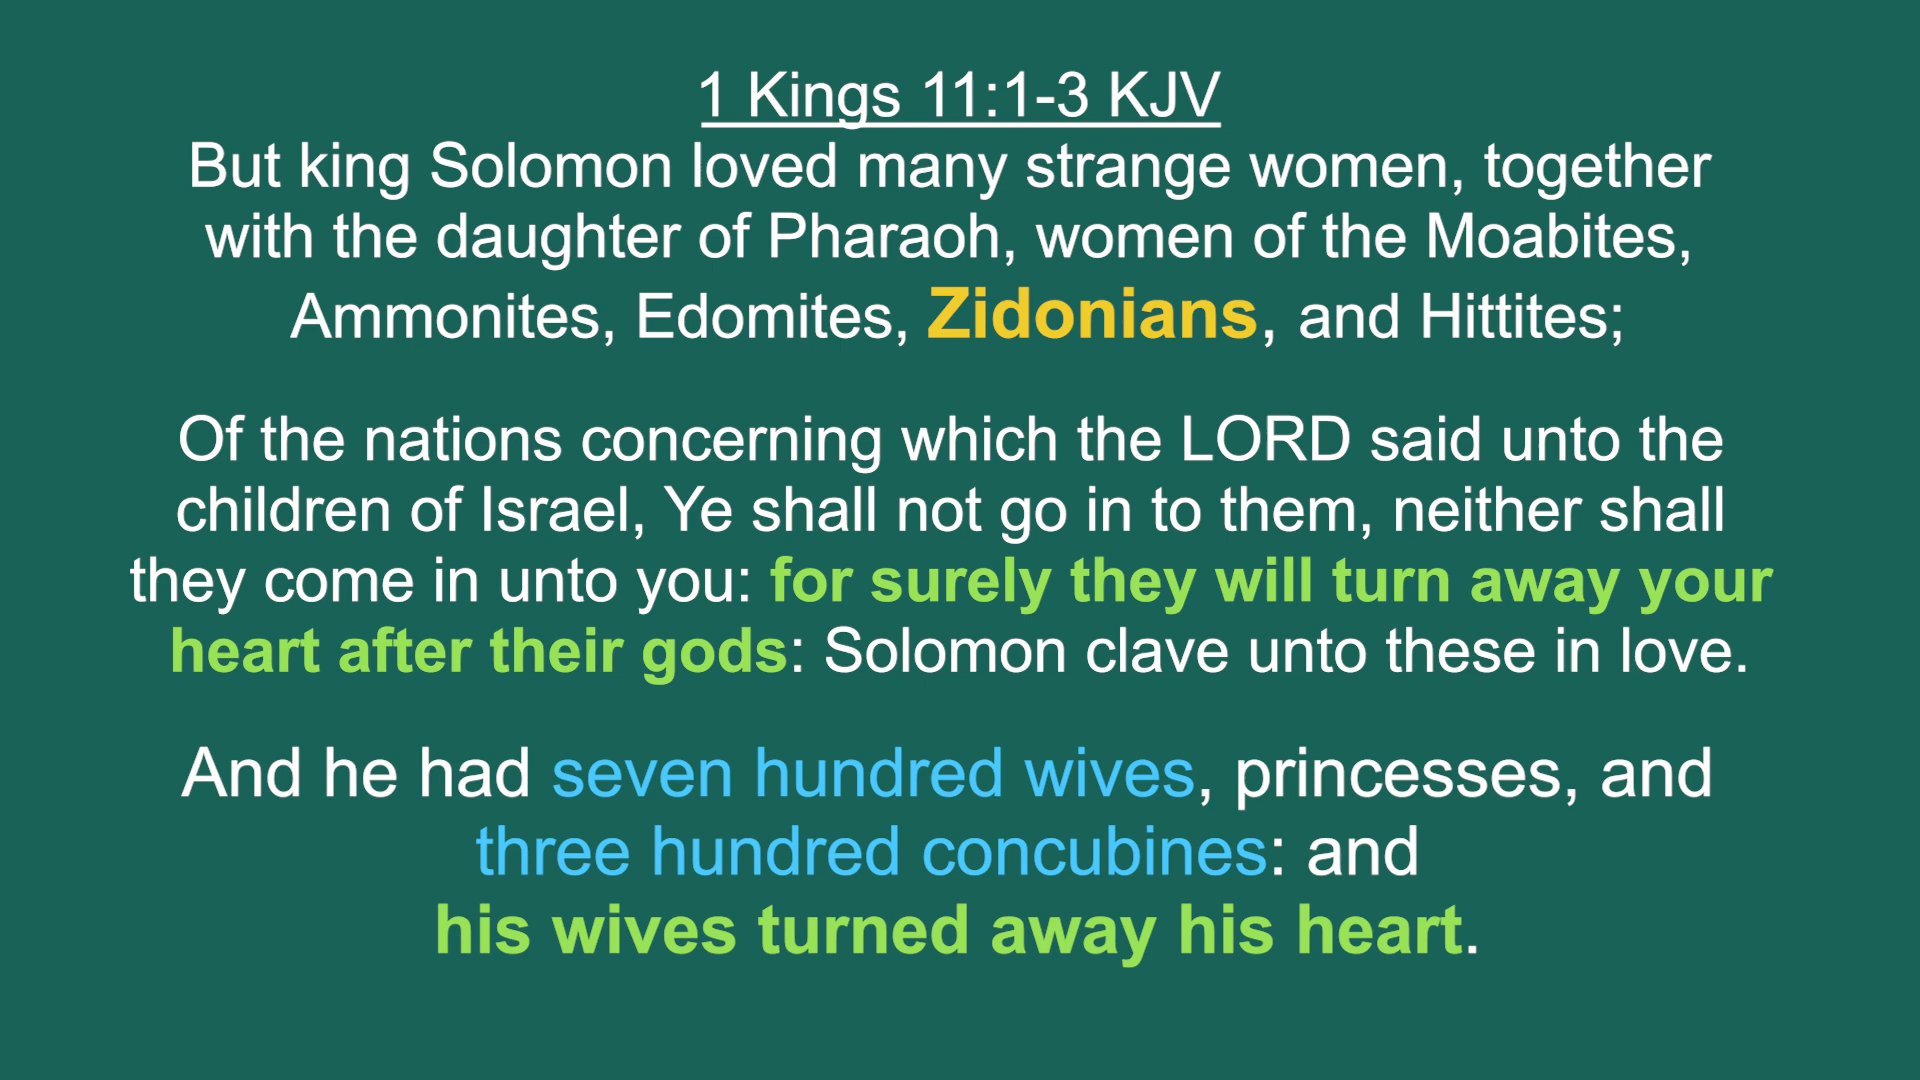 1 Kings 11:1-3 KJV
But king Solomon loved many strange women, together
with the daughter of Pharaoh, women of the Moabites,
Ammonites, Edomites, Zidonians, and Hittites;
Of the nations concerning which the LORD said unto the
children of Israel, Ye shall not go in to them, neither shall
they come in unto you: for surely they will turn away your
heart after their gods: Solomon clave unto these in love.
And he had seven hundred wives, princesses, and
three hundred concubines: and
his wives turned away his heart.